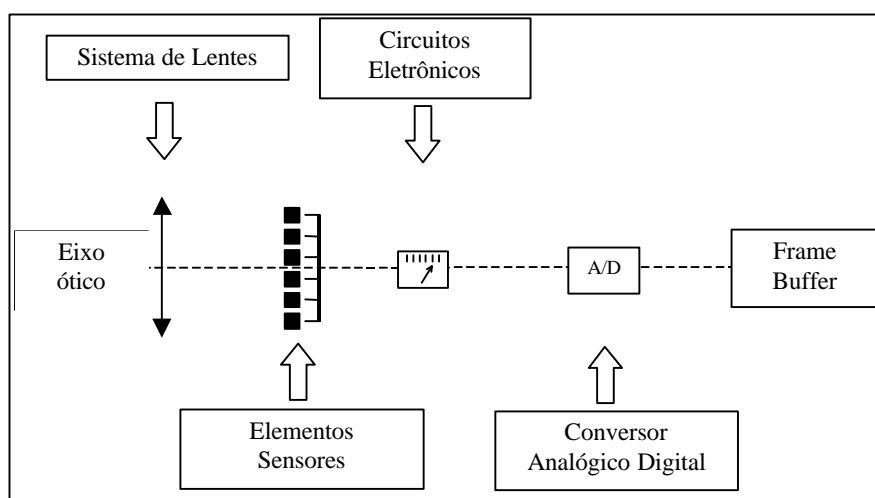 Sistema de Lentes
Circuitos
Eletrônicos
Eixo
ótico
A/D
Frame
Buffer
Elementos
Sensores
Conversor
Analógico Digital